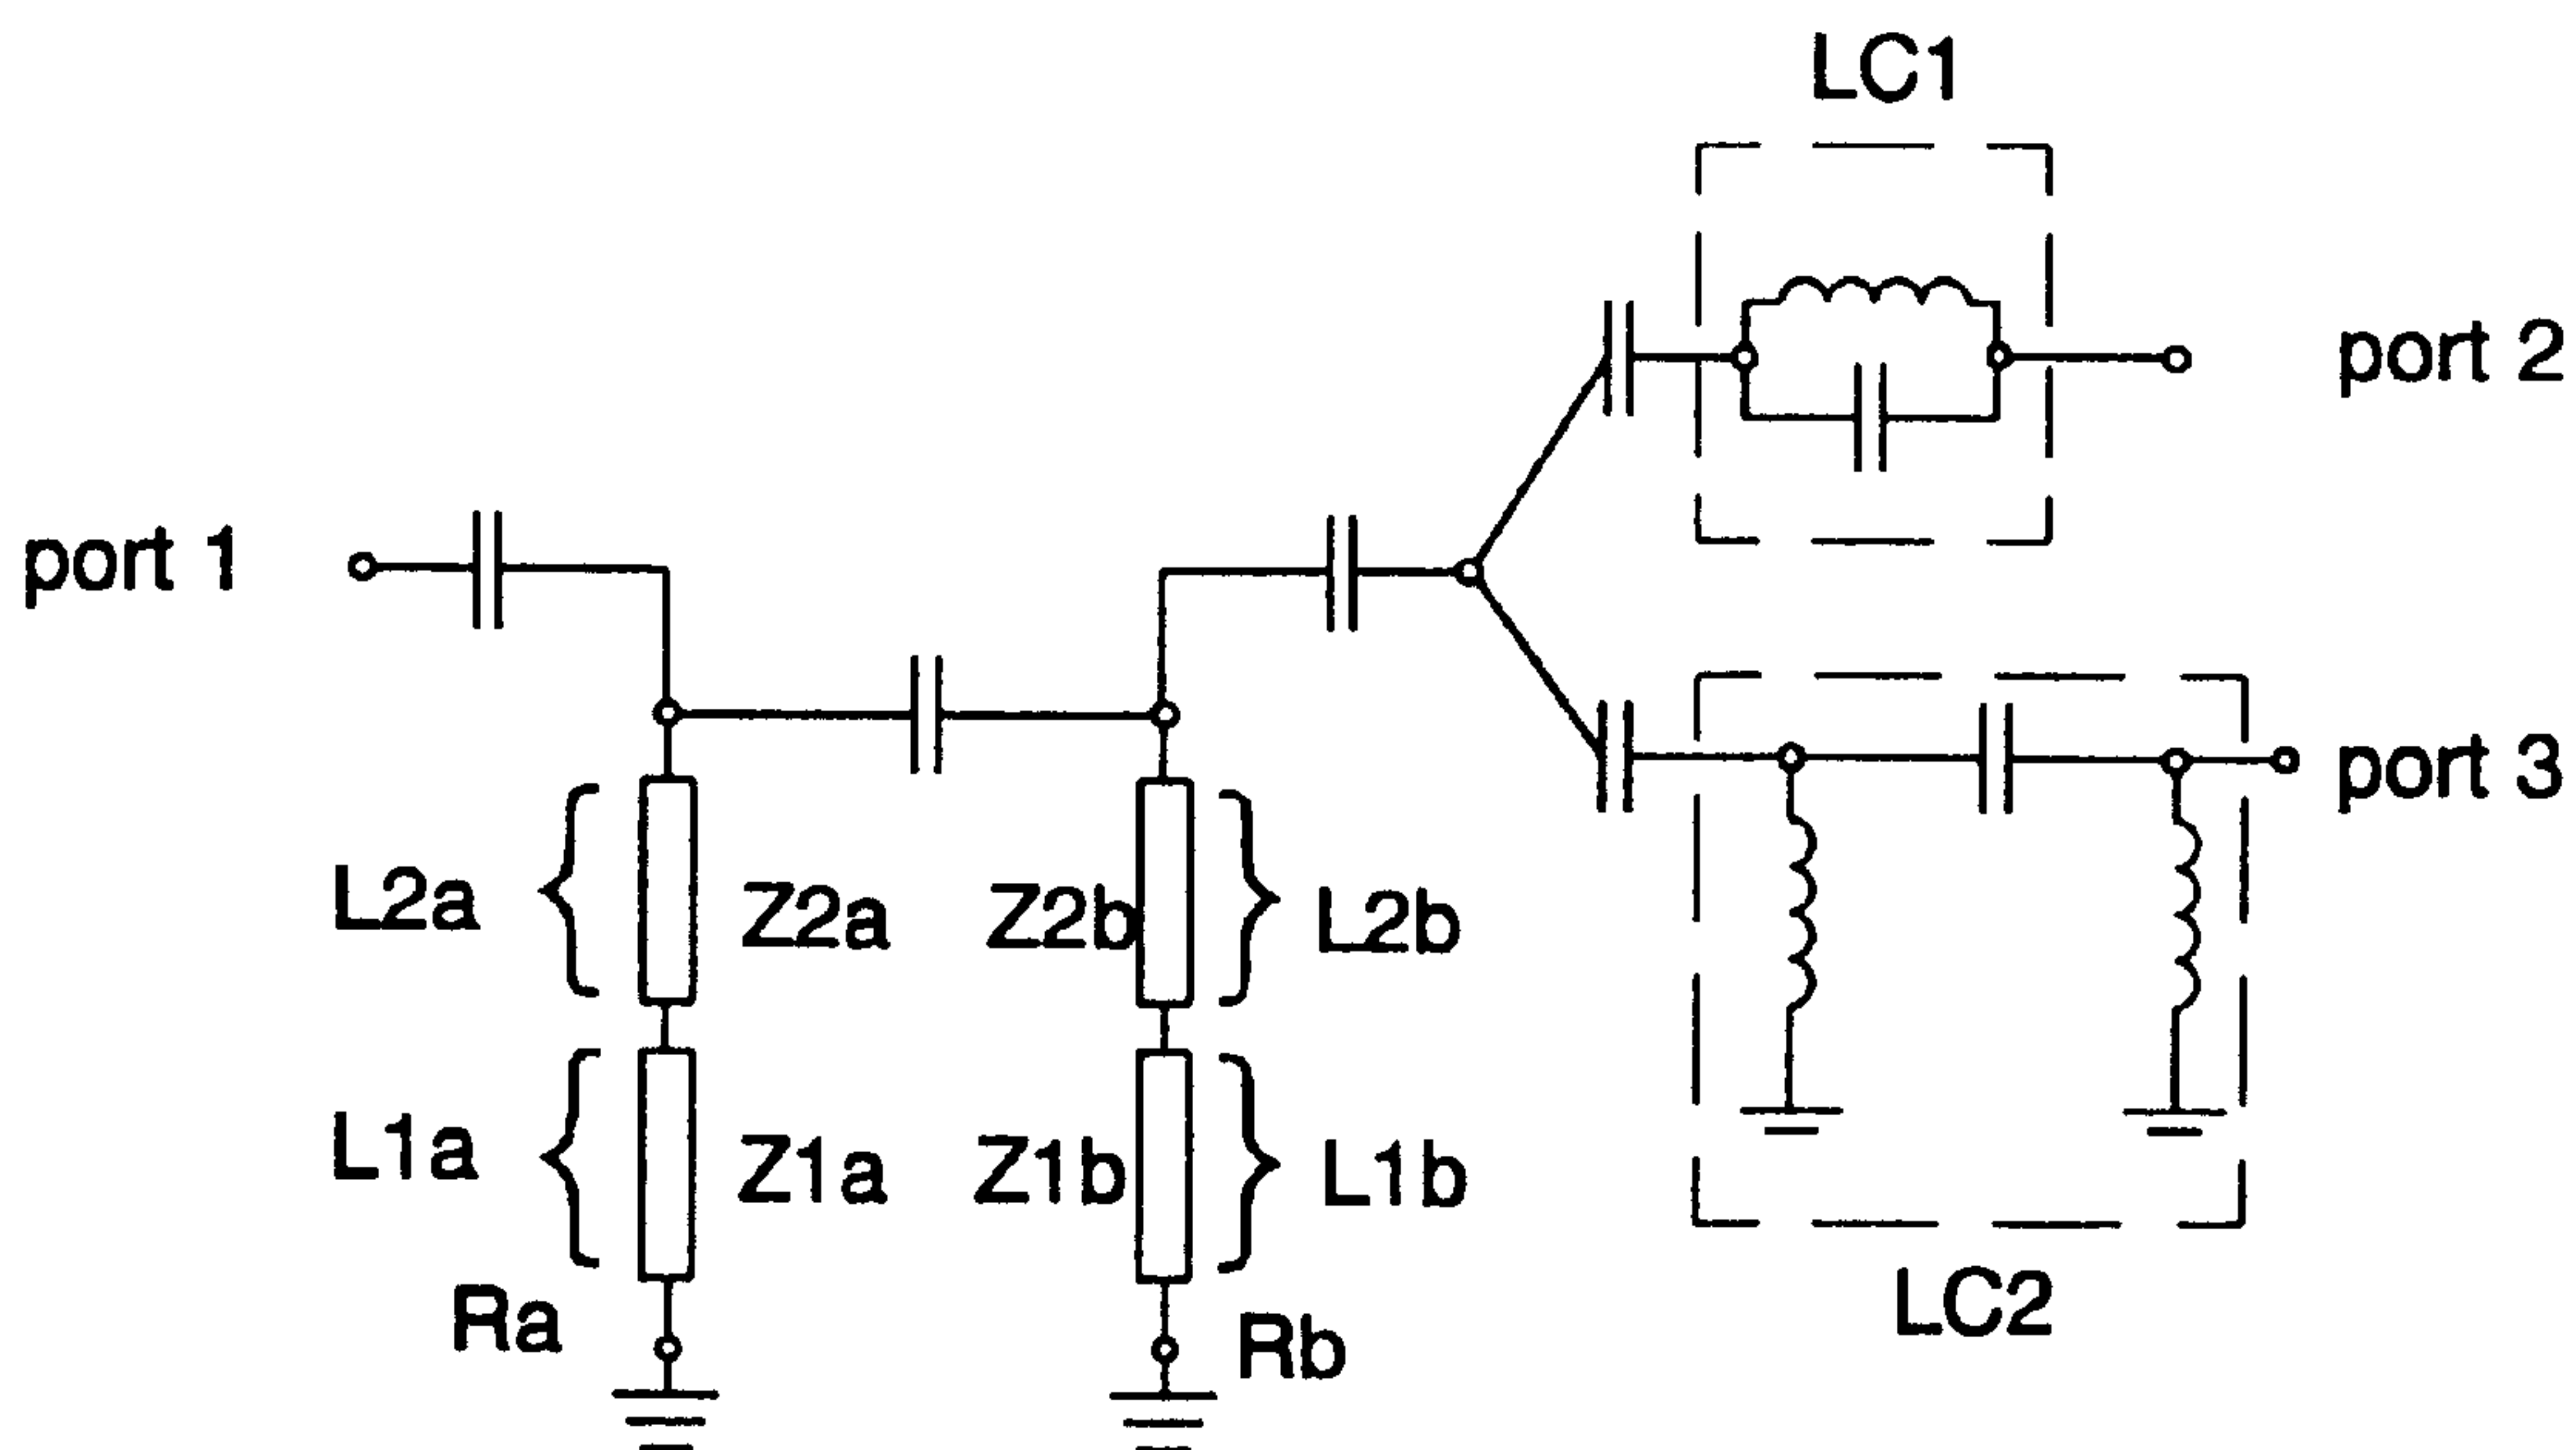 LC1
port 2
port 1
port 3
L2a
Z2a
Z2b
L2b
L1a
Z1a
Z1b
L1b
Ra
Rb
LC2